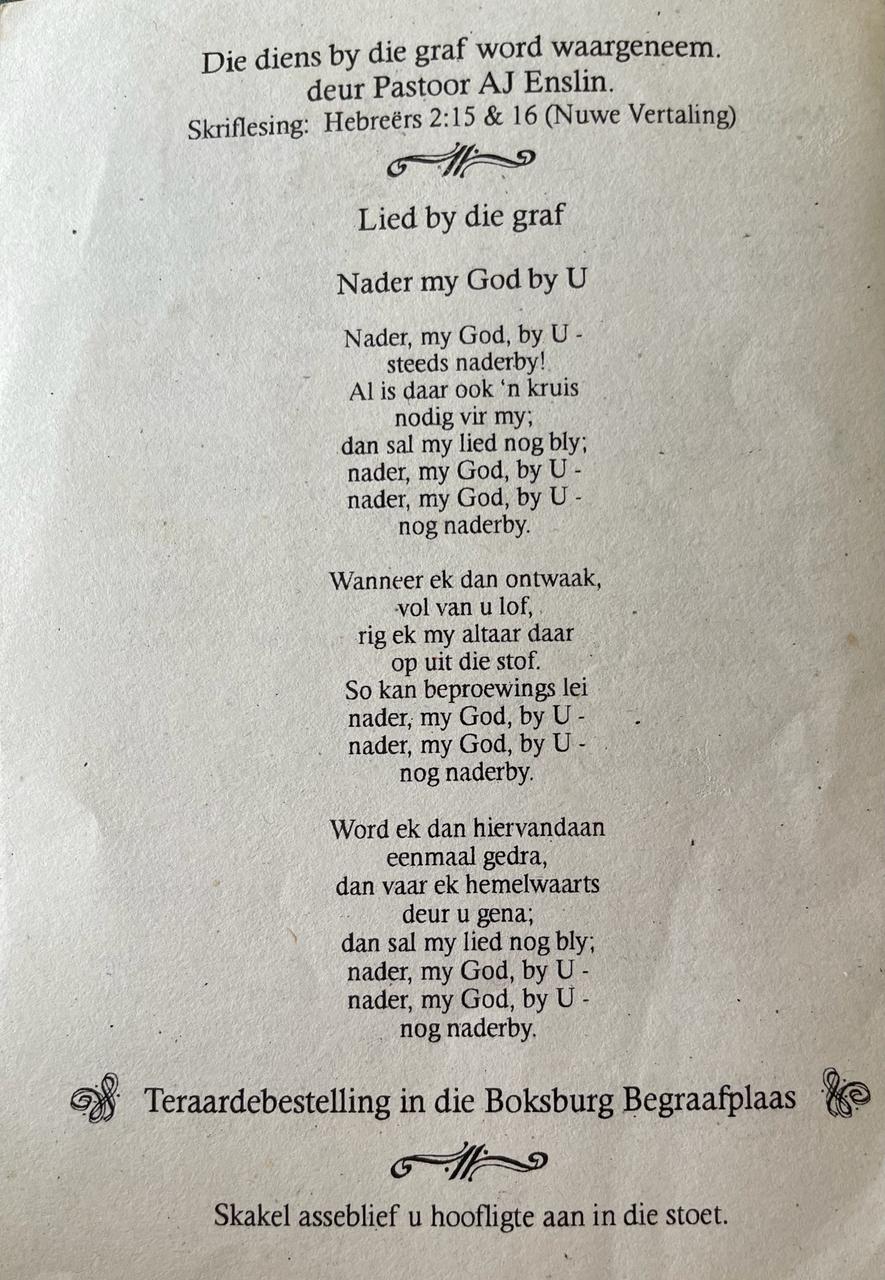 Die diens by die graf word waargeneem.
deur Pastoor AJ Enslin.
Skriflesing: Hebreërs 2:15 & 16 (Nuwe Vertaling)
Lied by die graf
Nader my God by U
Nader, my God, by U -
steeds naderby!
Al is daar ook ‘n kruis
nodig vir my;
dan sal my lied nog bly;
nader, my God, by U -
nader, my God, by U -
nog naderby.
Wanneer ek dan ontwaak,
vol van u lof,
rig ek my altaar daar
op uit die stof.
So kan beproewings lei
nader, my God, by U -
nader, my God, by U -
nog naderby.
Word ek dan hiervandaan
eenmaal gedra,
dan vaar ek hemelwaarts
deur u gena;
dan sal my lied nog bly;
nader, my God, by U -
nader, my God, by U -
nog naderby.
Teraardebestelling in die Boksburg Begraafplaas
Skakel asseblief u hoofligte aan in die stoet.